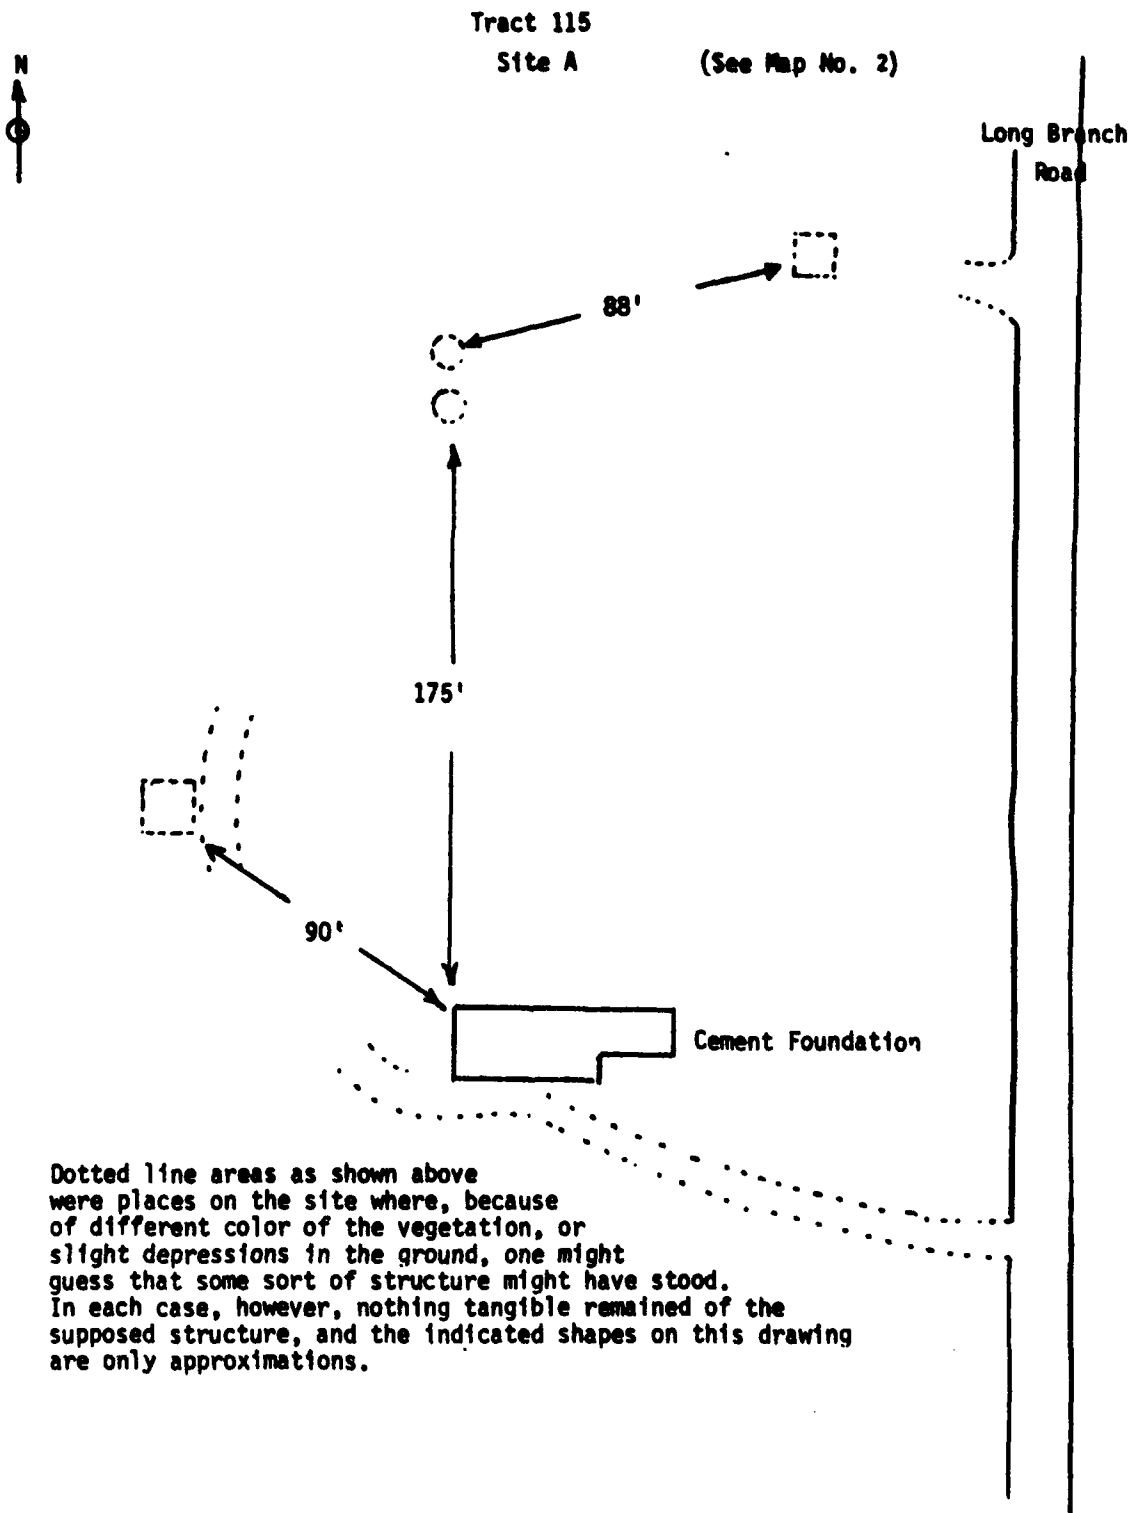 Tract 115
Site A (See Map No. 2)
N
Long Branch
Road
88'
175'
90'
Cement Foundation
Dotted line areas as shown above
were places on the site where, because
of different color of the vegetation, or
slight depressions in the ground, one might
guess that some sort of structure might have stood.
In each case, however, nothing tangible remained of the
supposed structure, and the indicated shapes on this drawing
are only approximations.